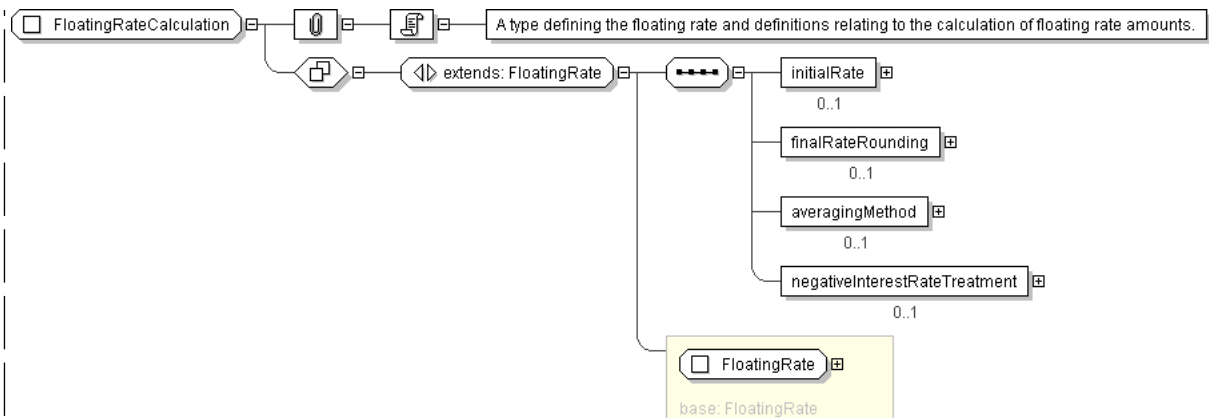 FloatingRateCalculation
A type defining the floating rate and definitions relating to the calculation of floating rate amounts.
extends: FloatingRate
initialRate
0..1
finalRateRounding
0..1
averagingMethod
0..1
negativeInterestRateTreatment
0..1
FloatingRate
base: FloatingRate